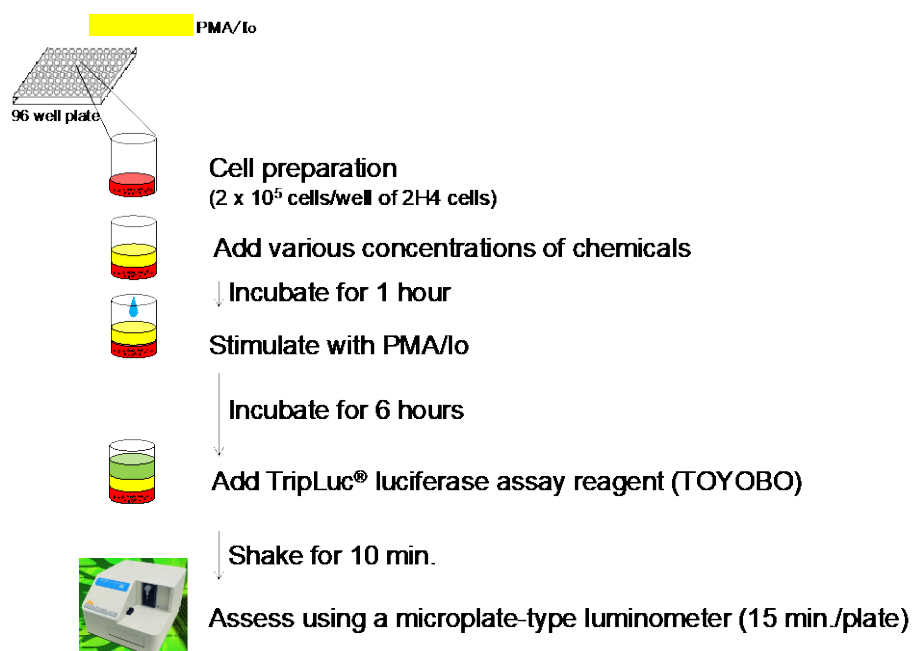 PMA/Io
96 well plate
Cell preparation
(2 x 10⁵ cells/well of 2H4 cells)
Add various concentrations of chemicals
Incubate for 1 hour
Stimulate with PMA/Io
Incubate for 6 hours
Add TripLuc® luciferase assay reagent (TOYOBO)
Shake for 10 min.
Assess using a microplate-type luminometer (15 min./plate)